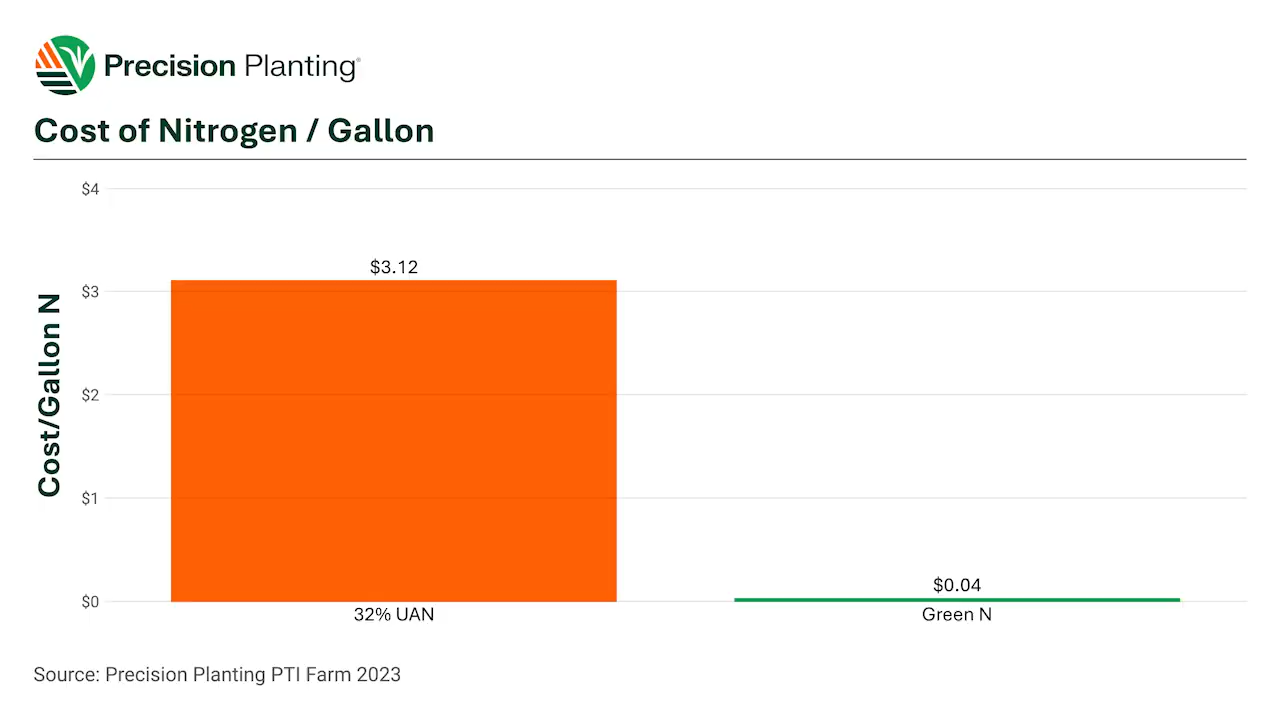 Precision Planting®
Cost of Nitrogen / Gallon
Cost/Gallon N
$4
$3
$2
$1
$0
$3.12
$0.04
32% UAN
Green N
Source: Precision Planting PTI Farm 2023